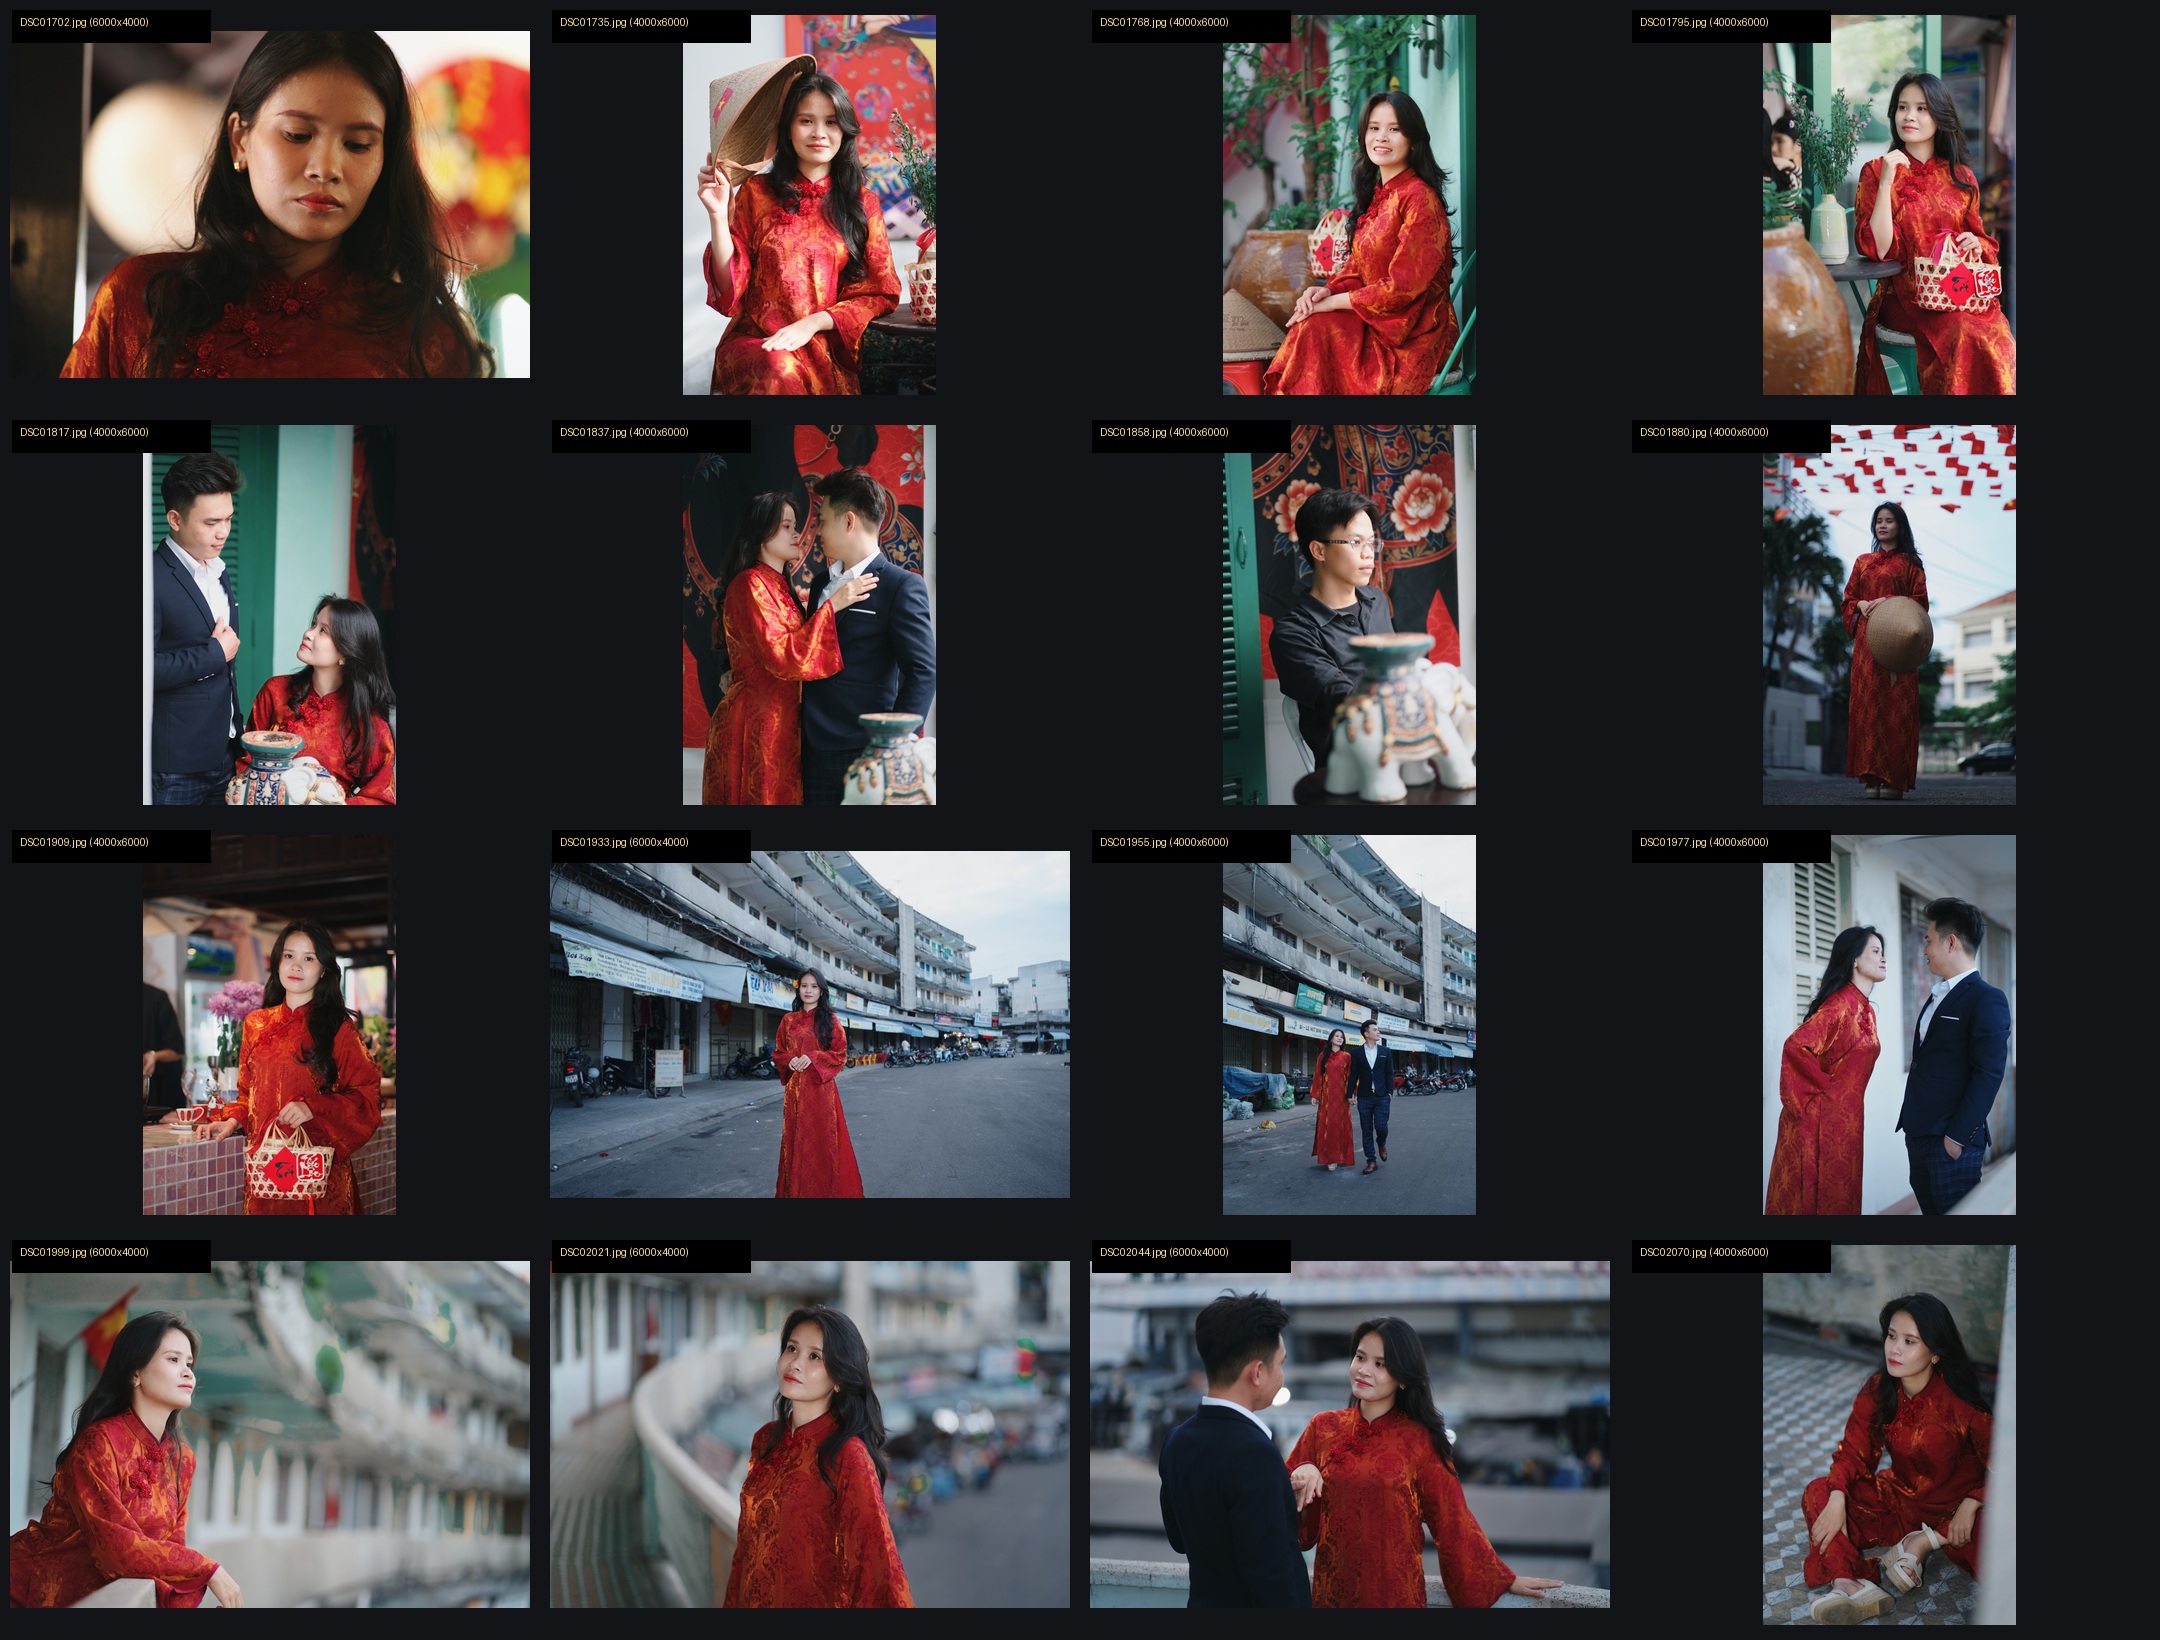 DSC01702.jpg (6000x4000)
DSC01735.jpg (4000x6000)
DSC01768.jpg (4000x6000)
DSC01795.jpg (4000x6000)
DSC01817.jpg (4000x6000)
DSC01837.jpg (4000x6000)
DSC01858.jpg (4000x6000)
DSC01880.jpg (4000x6000)
DSC01909.jpg (4000x6000)
DSC01933.jpg (6000x4000)
DSC01955.jpg (4000x6000)
DSC01977.jpg (4000x6000)
DSC01999.jpg (6000x4000)
DSC02021.jpg (6000x4000)
DSC02044.jpg (6000x4000)
DSC02070.jpg (4000x6000)